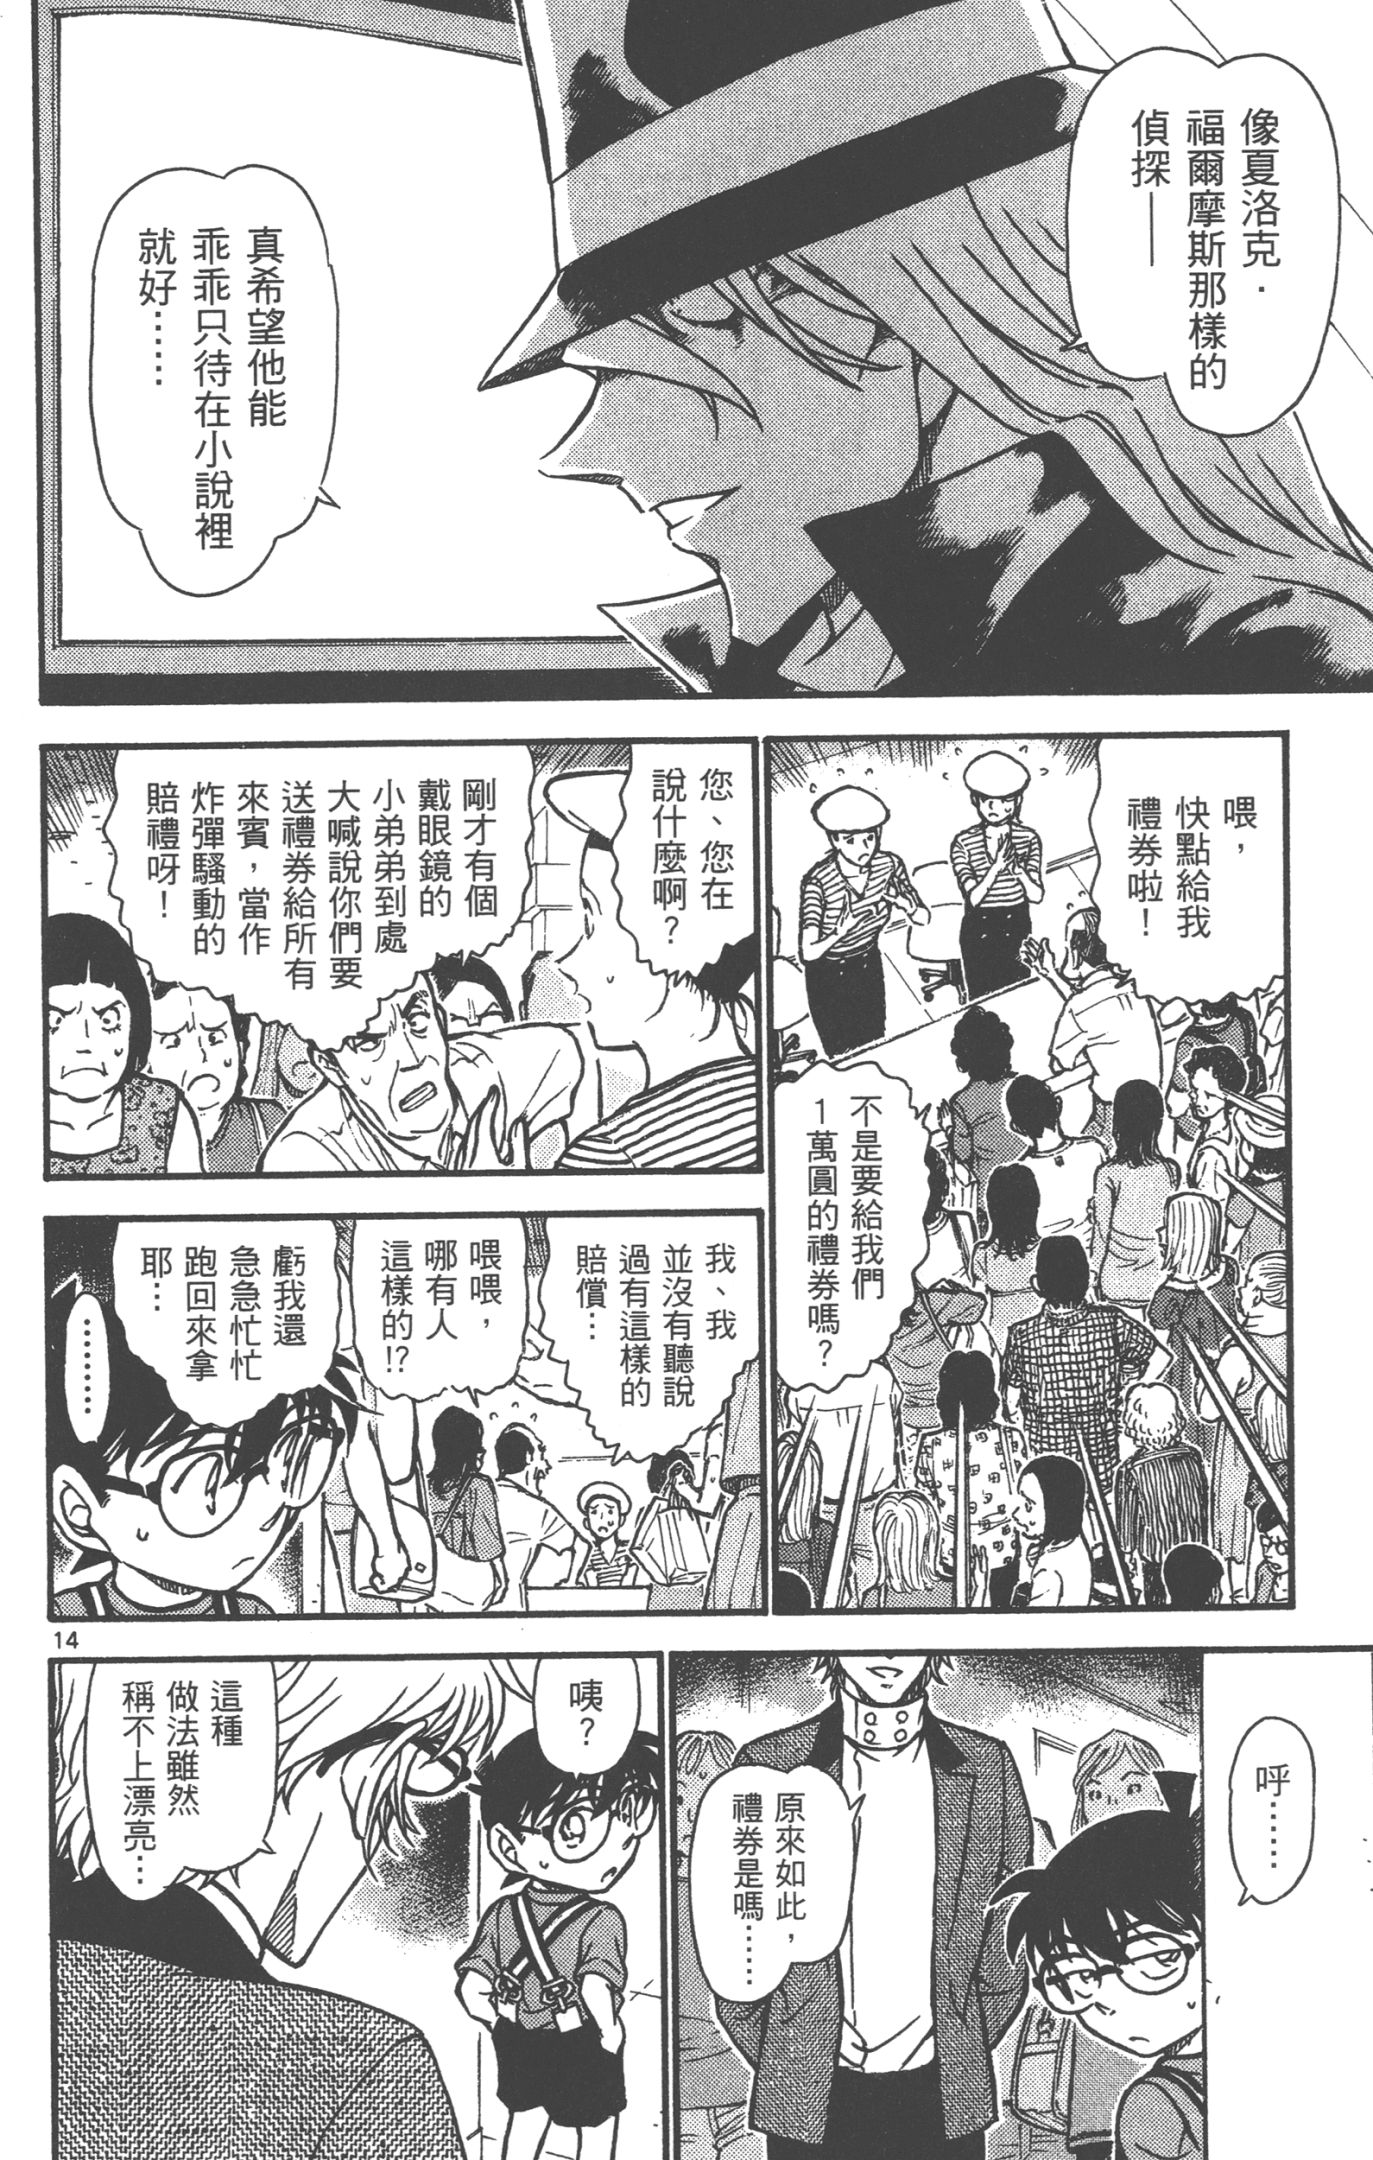 像夏洛克．
福爾摩斯那樣的
偵探——
真希望他能
乖乖只待在小說裡
就好……
喂，
快點給我
禮券啦！
不是要給我們
1萬圓的禮券嗎？
您、您在
說什麼啊？
剛才有個
戴眼鏡的
小弟弟到處
大喊說你們要
送禮券給所有
來賓，當作
炸彈騷動的
賠禮呀！
我、我
並沒有聽說
過有這樣的
賠償…
喂喂，
哪有人
這樣的!?
虧我還
急急忙忙
跑回來拿
耶…
………
14
呼……
原來如此，
禮券是嗎……
咦？
這種
做法雖然
稱不上漂亮…